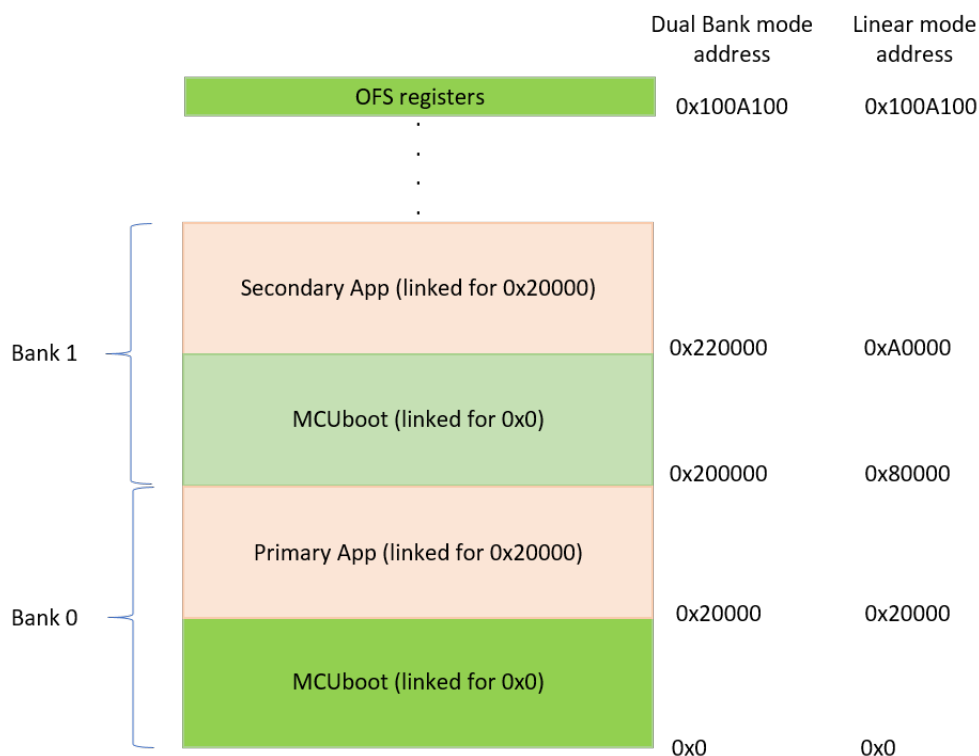 Dual Bank mode
address
Linear mode
address
OFS registers
0x100A100
0x100A100
Secondary App (linked for 0x20000)
Bank 1
0x220000
0xA0000
MCUboot (linked for 0x0)
0x200000
0x80000
Primary App (linked for 0x20000)
Bank 0
0x20000
0x20000
MCUboot (linked for 0x0)
0x0
0x0